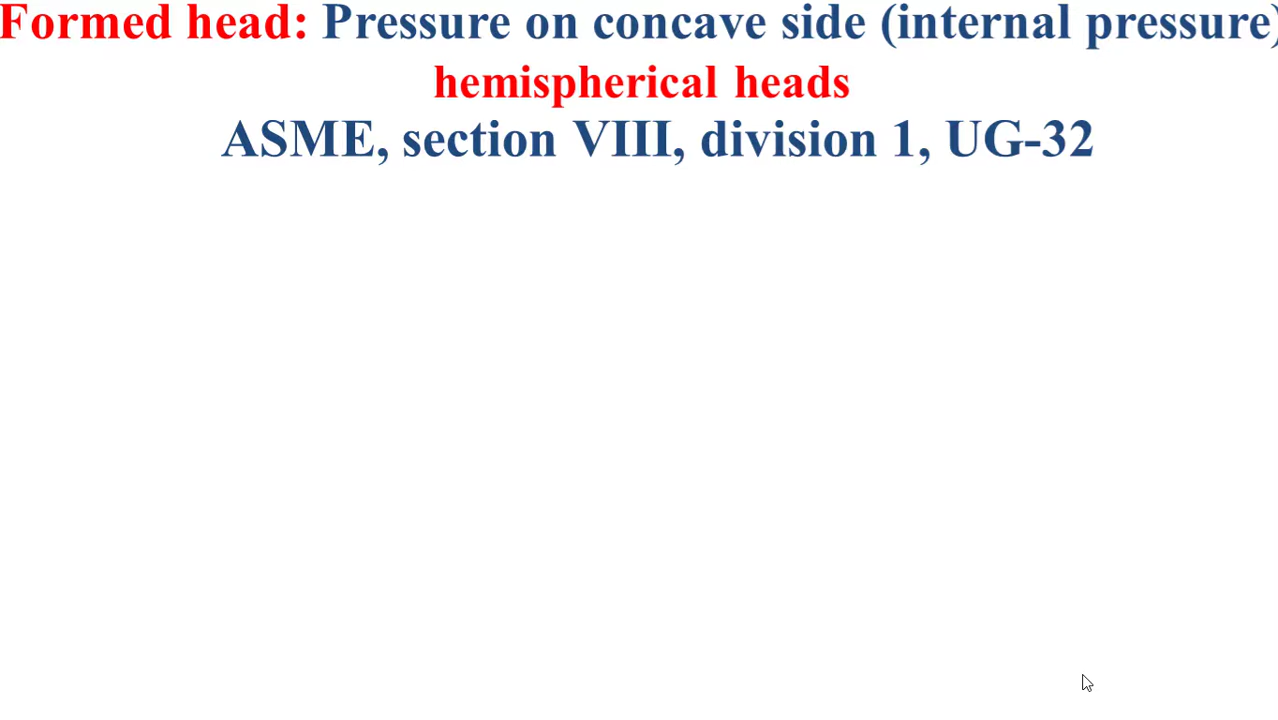 Formed head: Pressure on concave side (internal pressure)
hemispherical heads
ASME, section VIII, division 1, UG-32